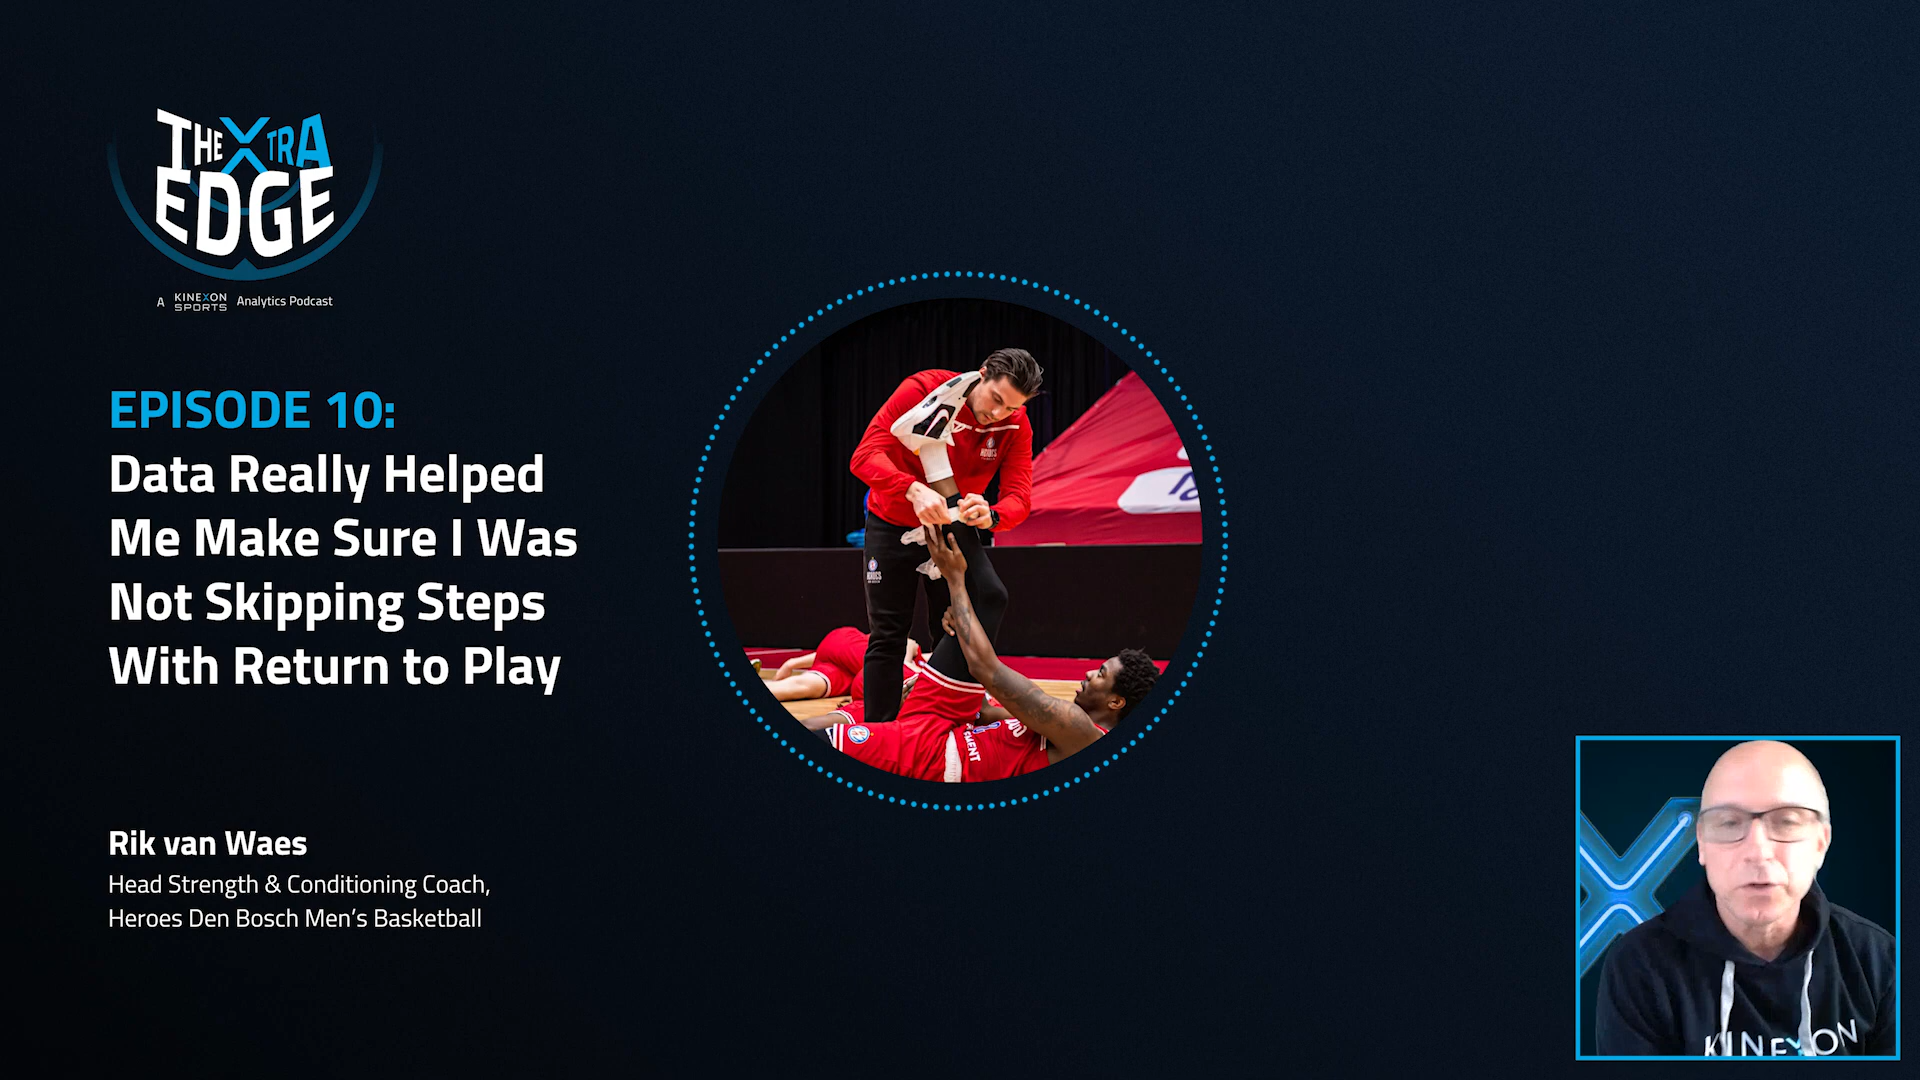 THE XTRA
EDGE
A KINEXON SPORTS Analytics Podcast
EPISODE 10:
Data Really Helped
Me Make Sure I Was
Not Skipping Steps
With Return to Play
Rik van Waes
Head Strength & Conditioning Coach,
Heroes Den Bosch Men’s Basketball
KINEXON